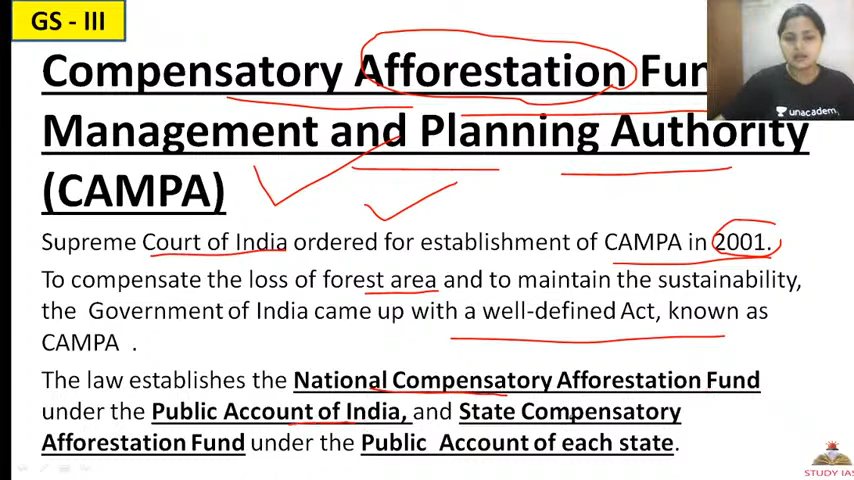 GS - III
Compensatory Afforestation Fun
Management and Planning Authority
(CAMPA)
unacadem
Supreme Court of India ordered for establishment of CAMPA in 2001.
To compensate the loss of forest area and to maintain the sustainability,
the Government of India came up with a well-defined Act, known as
CAMPA .
The law establishes the National Compensatory Afforestation Fund
under the Public Account of India, and State Compensatory
Afforestation Fund under the Public Account of each state.
STUDY IAS